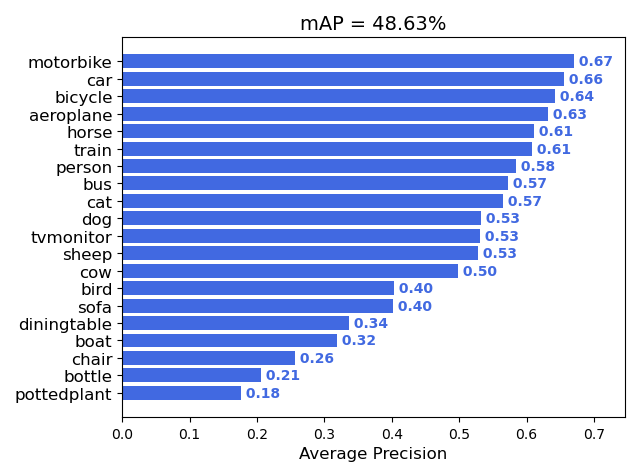 mAP = 48.63%
motorbike 0.67
car 0.66
bicycle 0.64
aeroplane 0.63
horse 0.61
train 0.61
person 0.58
bus 0.57
cat 0.57
dog 0.53
tvmonitor 0.53
sheep 0.53
cow 0.50
bird 0.40
sofa 0.40
diningtable 0.34
boat 0.32
chair 0.26
bottle 0.21
pottedplant 0.18
0.0 0.1 0.2 0.3 0.4 0.5 0.6 0.7
Average Precision